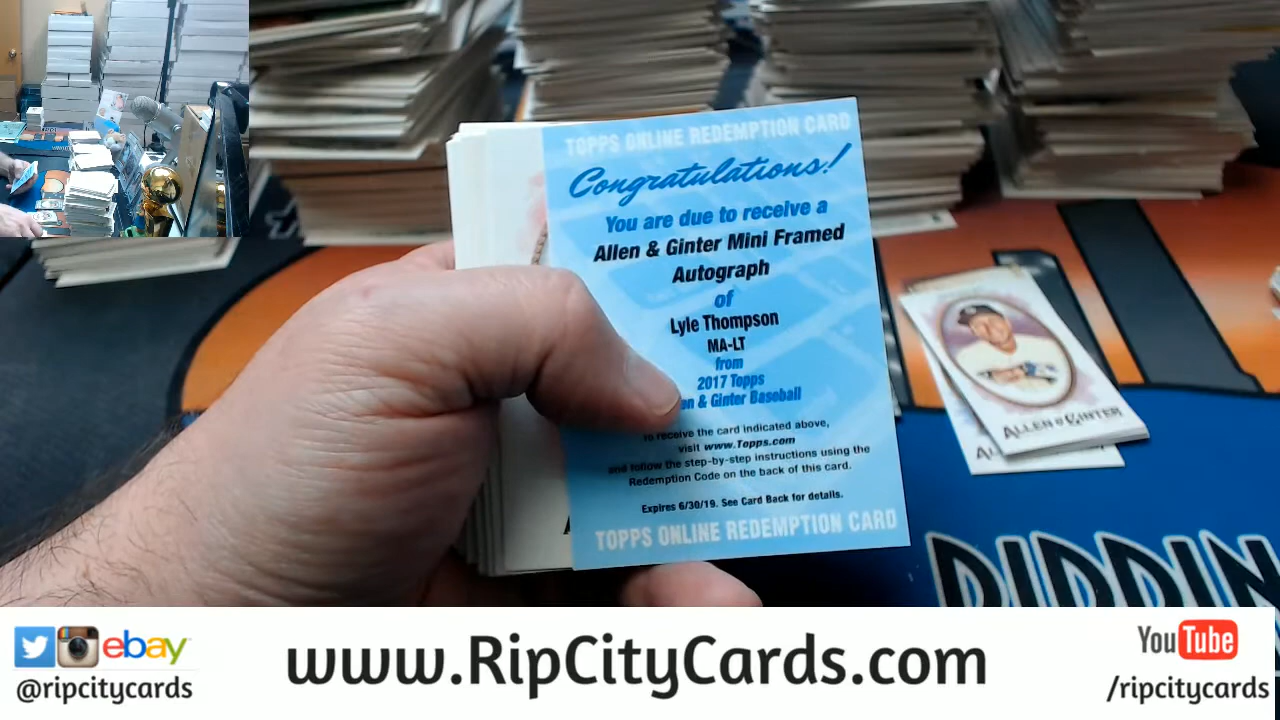 TOPPS ONLINE REDEMPTION CARD
Congratulations!
You are due to receive a
Allen & Ginter Mini Framed
Autograph
of
Lyle Thompson
MA-LT
from
2017 Topps
& Ginter Baseball
To receive the card indicated above,
visit www.Topps.com
and follow the step-by-step instructions using the
Redemption Code on the back of this card.
Expires 6/30/19. See Card Back for details.
TOPPS ONLINE REDEMPTION CARD
ALLEN & GINTER
RIPPIN
ebay
@ripcitycards
www.RipCityCards.com
YouTube
/ripcitycards